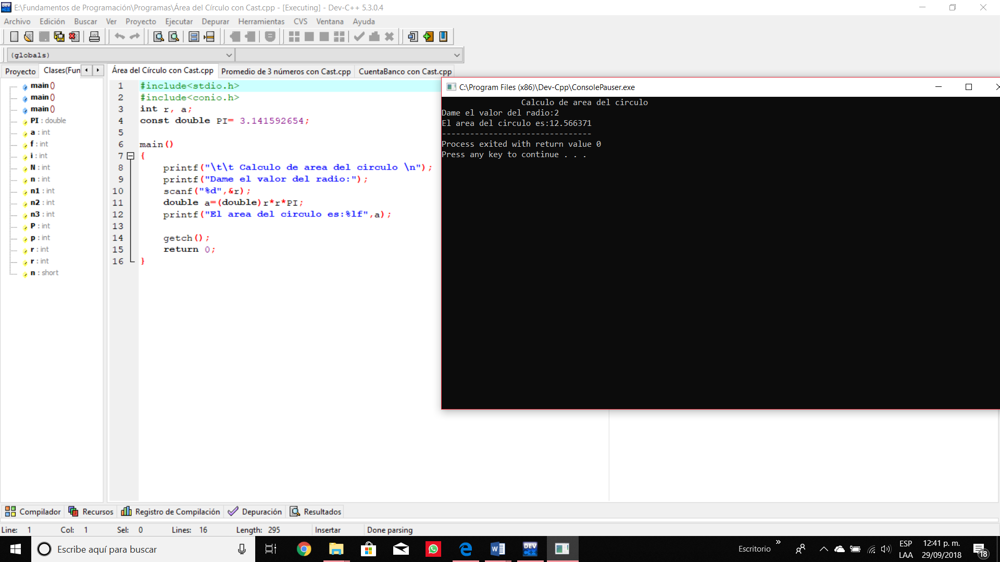 E:\Fundamentos de Programación\Programas\Área del Círculo con Cast.cpp - [Executing] - Dev-C++ 5.3.0.4
Archivo Edición Buscar Ver Proyecto Ejecutar Depurar Herramientas CVS Ventana Ayuda
(globals)
Proyecto Clases(Fun Área del Círculo con Cast.cpp Promedio de 3 números con Cast.cpp CuentaBanco con Cast.cpp
main ()
main ()
main ()
PI : double
a : int
f : int
i : int
N : int
n : int
n1 : int
n2 : int
n3 : int
P : int
p : int
r : int
r : int
n : short
1 #include<stdio.h>
2 #include<conio.h>
3 int r, a;
4 const double PI= 3.141592654;
5
6 main()
7 {
8 printf("\t\t Calculo de area del circulo \n");
9 printf("Dame el valor del radio:");
10 scanf("%d",&r);
11 double a=(double)r*r*PI;
12 printf("El area del circulo es:%lf",a);
13
14 getch();
15 return 0;
16 }
C:\Program Files (x86)\Dev-Cpp\ConsolePauser.exe
Calculo de area del circulo
Dame el valor del radio:2
El area del circulo es:12.566371
--------------------------------
Process exited with return value 0
Press any key to continue . . .
Compilador Recursos Registro de Compilación Depuración Resultados
Line: 1 Col: 1 Sel: 0 Lines: 16 Length: 295 Insertar Done parsing
Escribe aquí para buscar
DEV C++
Escritorio »
ESP
LAA
12:41 p. m.
29/09/2018
18